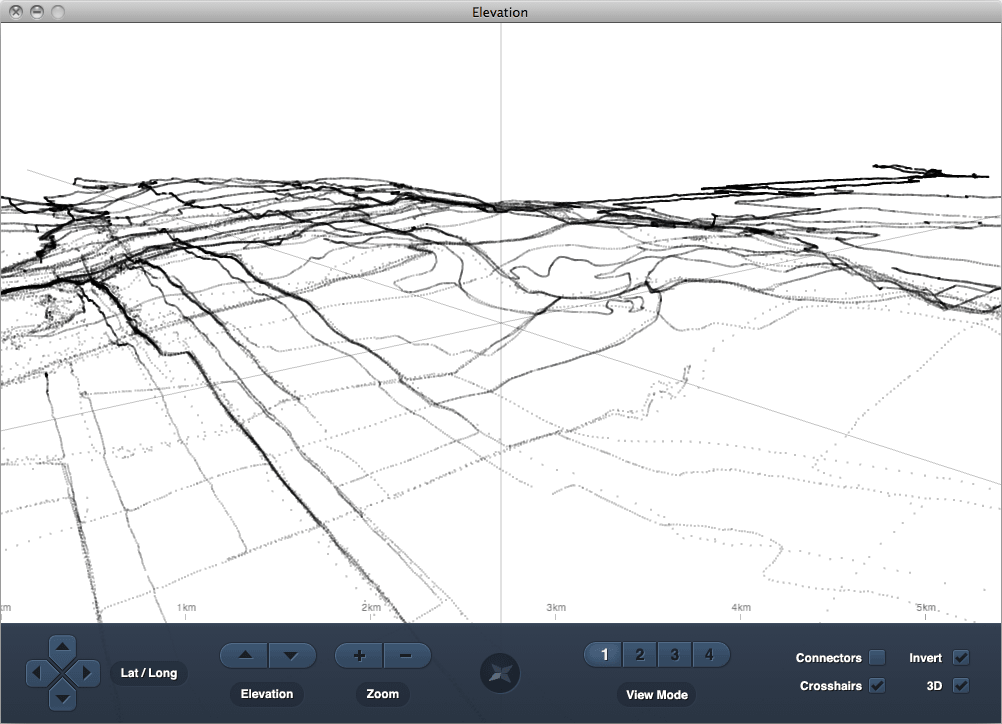 Elevation
km
1km
2km
3km
4km
5km
1 2 3 4
Connectors
Invert
Lat / Long
Crosshairs
3D
Elevation
Zoom
View Mode